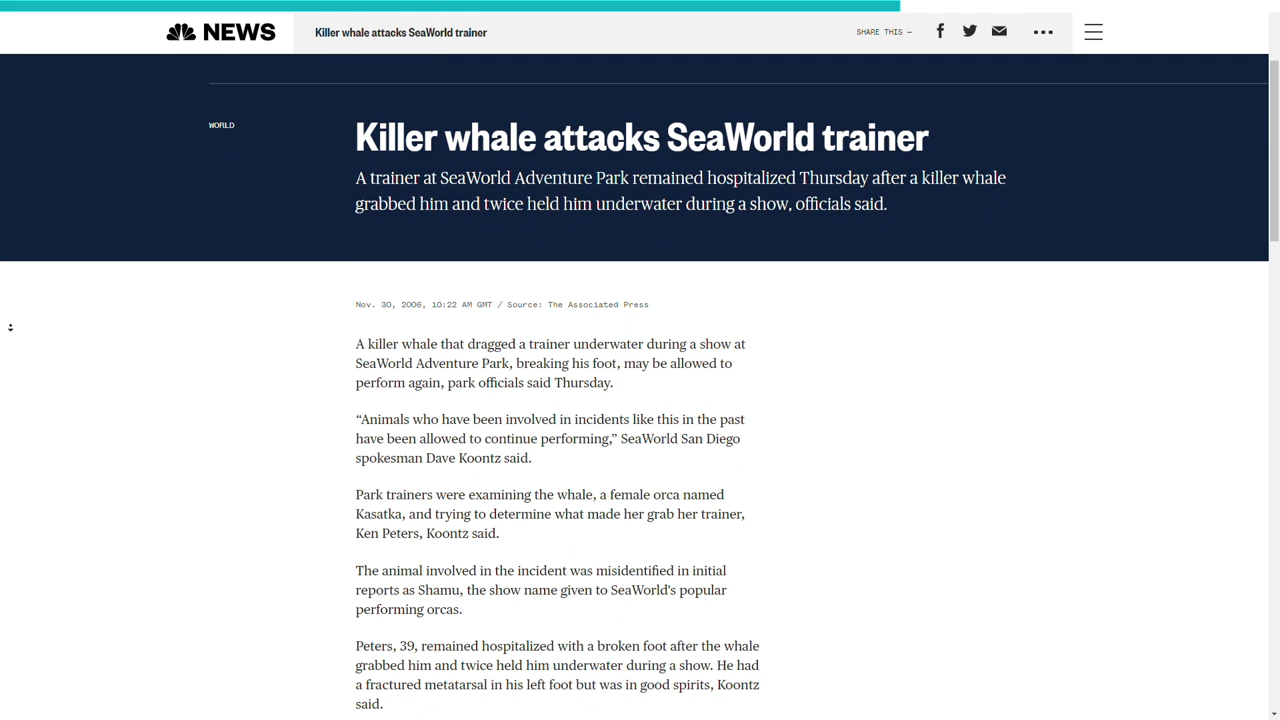 NEWS
Killer whale attacks SeaWorld trainer
SHARE THIS —
WORLD
Killer whale attacks SeaWorld trainer
A trainer at SeaWorld Adventure Park remained hospitalized Thursday after a killer whale
grabbed him and twice held him underwater during a show, officials said.
Nov. 30, 2006, 10:22 AM GMT / Source: The Associated Press
A killer whale that dragged a trainer underwater during a show at
SeaWorld Adventure Park, breaking his foot, may be allowed to
perform again, park officials said Thursday.
“Animals who have been involved in incidents like this in the past
have been allowed to continue performing,” SeaWorld San Diego
spokesman Dave Koontz said.
Park trainers were examining the whale, a female orca named
Kasatka, and trying to determine what made her grab her trainer,
Ken Peters, Koontz said.
The animal involved in the incident was misidentified in initial
reports as Shamu, the show name given to SeaWorld's popular
performing orcas.
Peters, 39, remained hospitalized with a broken foot after the whale
grabbed him and twice held him underwater during a show. He had
a fractured metatarsal in his left foot but was in good spirits, Koontz
said.